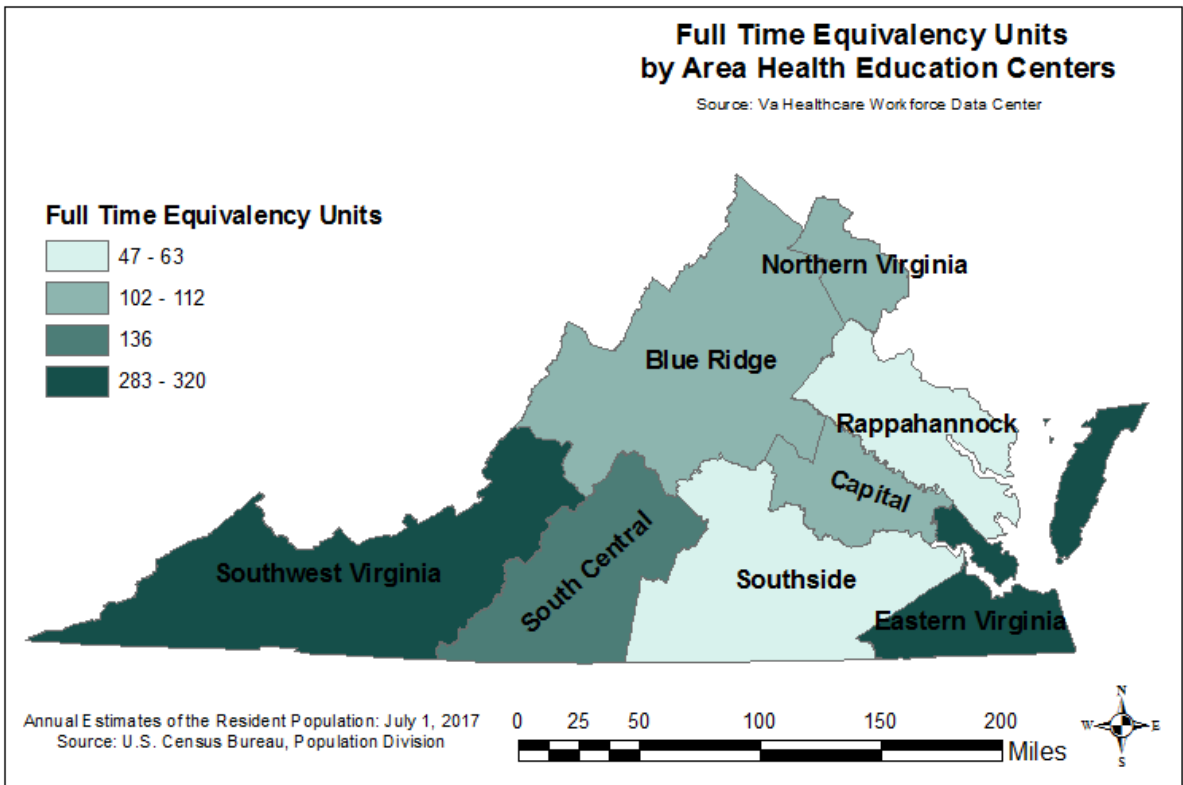 Full Time Equivalency Units
by Area Health Education Centers
Source: Va Healthcare Workforce Data Center
Full Time Equivalency Units
47 - 63
102 - 112
136
283 - 320
Northern Virginia
Blue Ridge
Rappahannock
Capital
Southwest Virginia
South Central
Southside
Eastern Virginia
Annual Estimates of the Resident Population: July 1, 2017
Source: U.S. Census Bureau, Population Division
0 25 50 100 150 200
Miles
N
W E
S